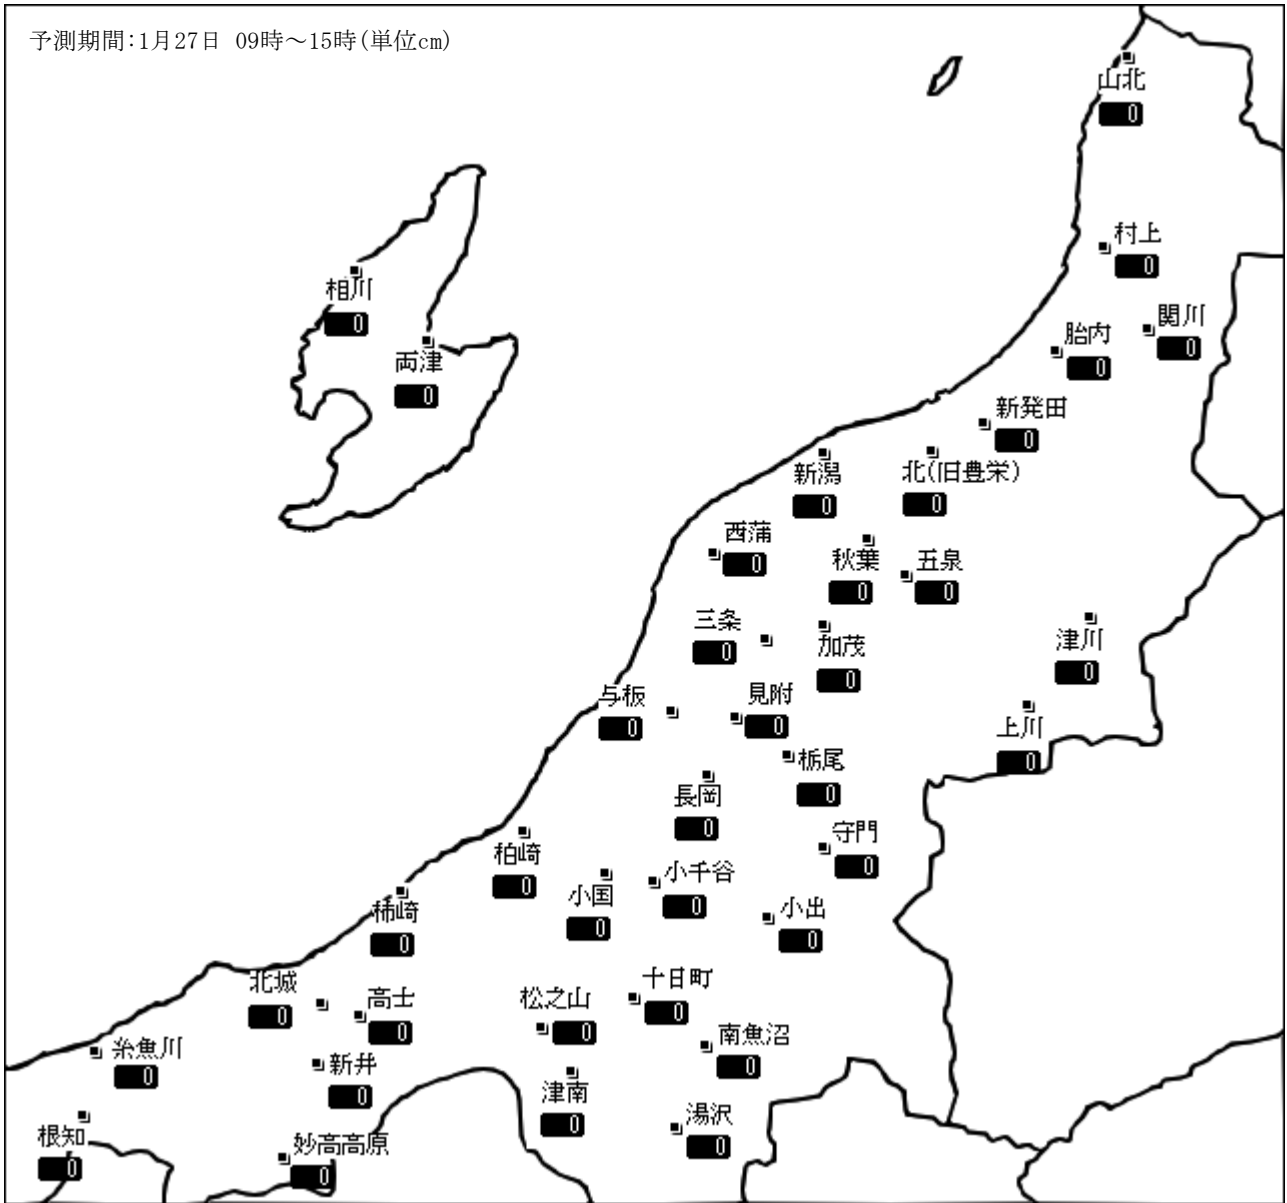 予測期間:1月27日 09時～15時(単位cm)
山北
0
村上
0
相川
0
関川
0
胎内
0
両津
0
新発田
0
新潟
0
北(旧豊栄)
0
西蒲
0
秋葉
0
五泉
0
三条
0
加茂
0
津川
0
与板
0
見附
0
上川
0
栃尾
0
長岡
0
守門
0
柏崎
0
小千谷
0
小国
0
小出
0
柿崎
0
北城
0
高士
0
松之山
0
十日町
0
南魚沼
0
糸魚川
0
新井
0
津南
0
湯沢
0
根知
0
妙高高原
0